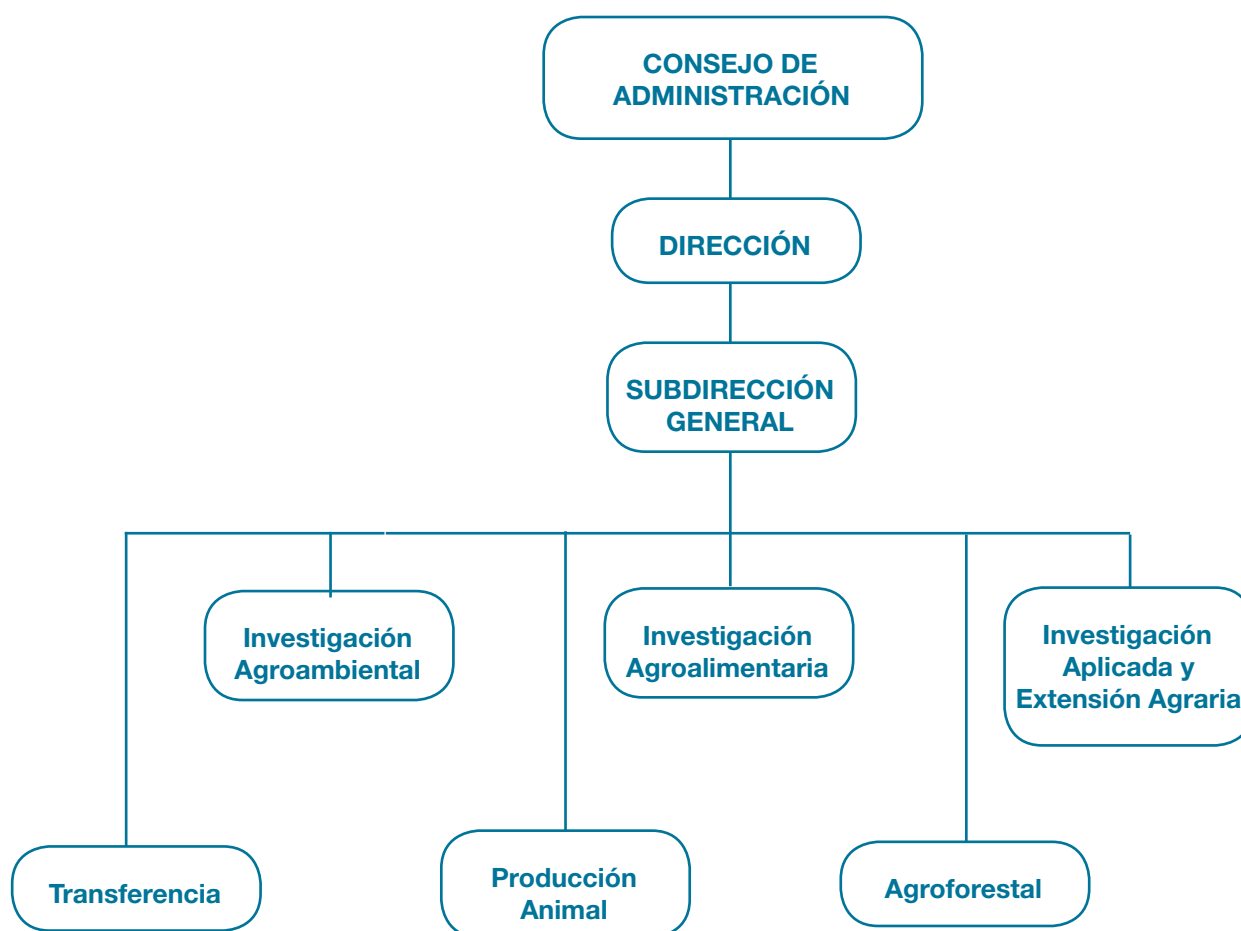 CONSEJO DE
ADMINISTRACIÓN
DIRECCIÓN
SUBDIRECCIÓN
GENERAL
Investigación
Agroambiental
Investigación
Agroalimentaria
Investigación
Aplicada y
Extensión Agraria
Transferencia
Producción
Animal
Agroforestal